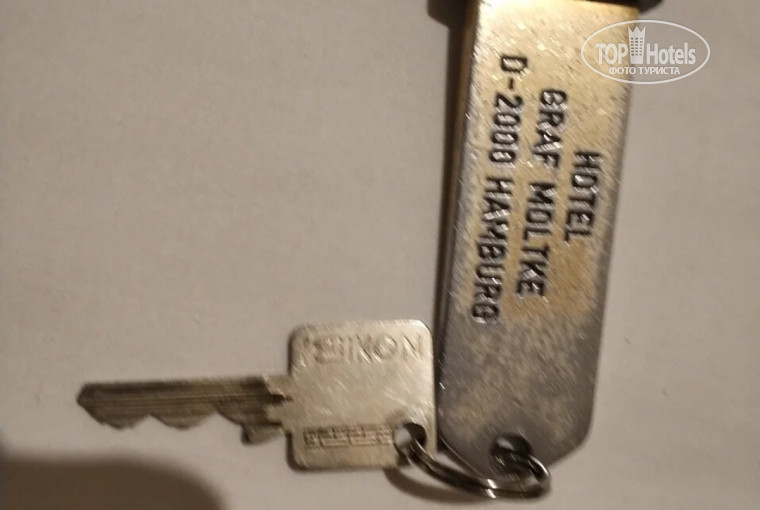 HOTEL
GRAF MOLTKE
D-2000 HAMBURG
IKON
TOP Hotels
ФОТО ТУРИСТА